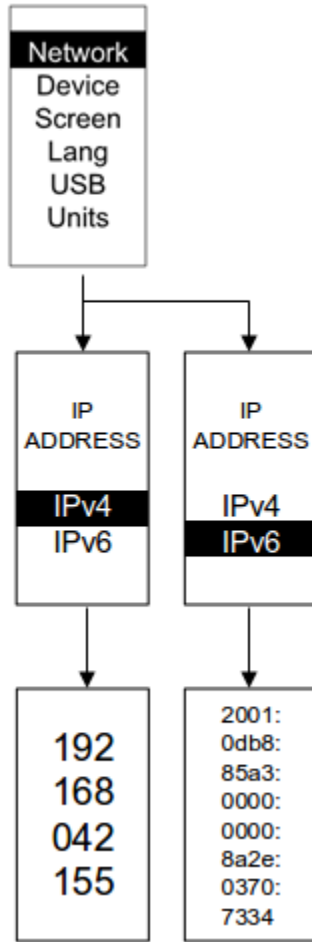 Network
Device
Screen
Lang
USB
Units
IP
ADDRESS
IPv4
IPv6
IP
ADDRESS
IPv4
IPv6
192
168
042
155
2001:
0db8:
85a3:
0000:
0000:
8a2e:
0370:
7334